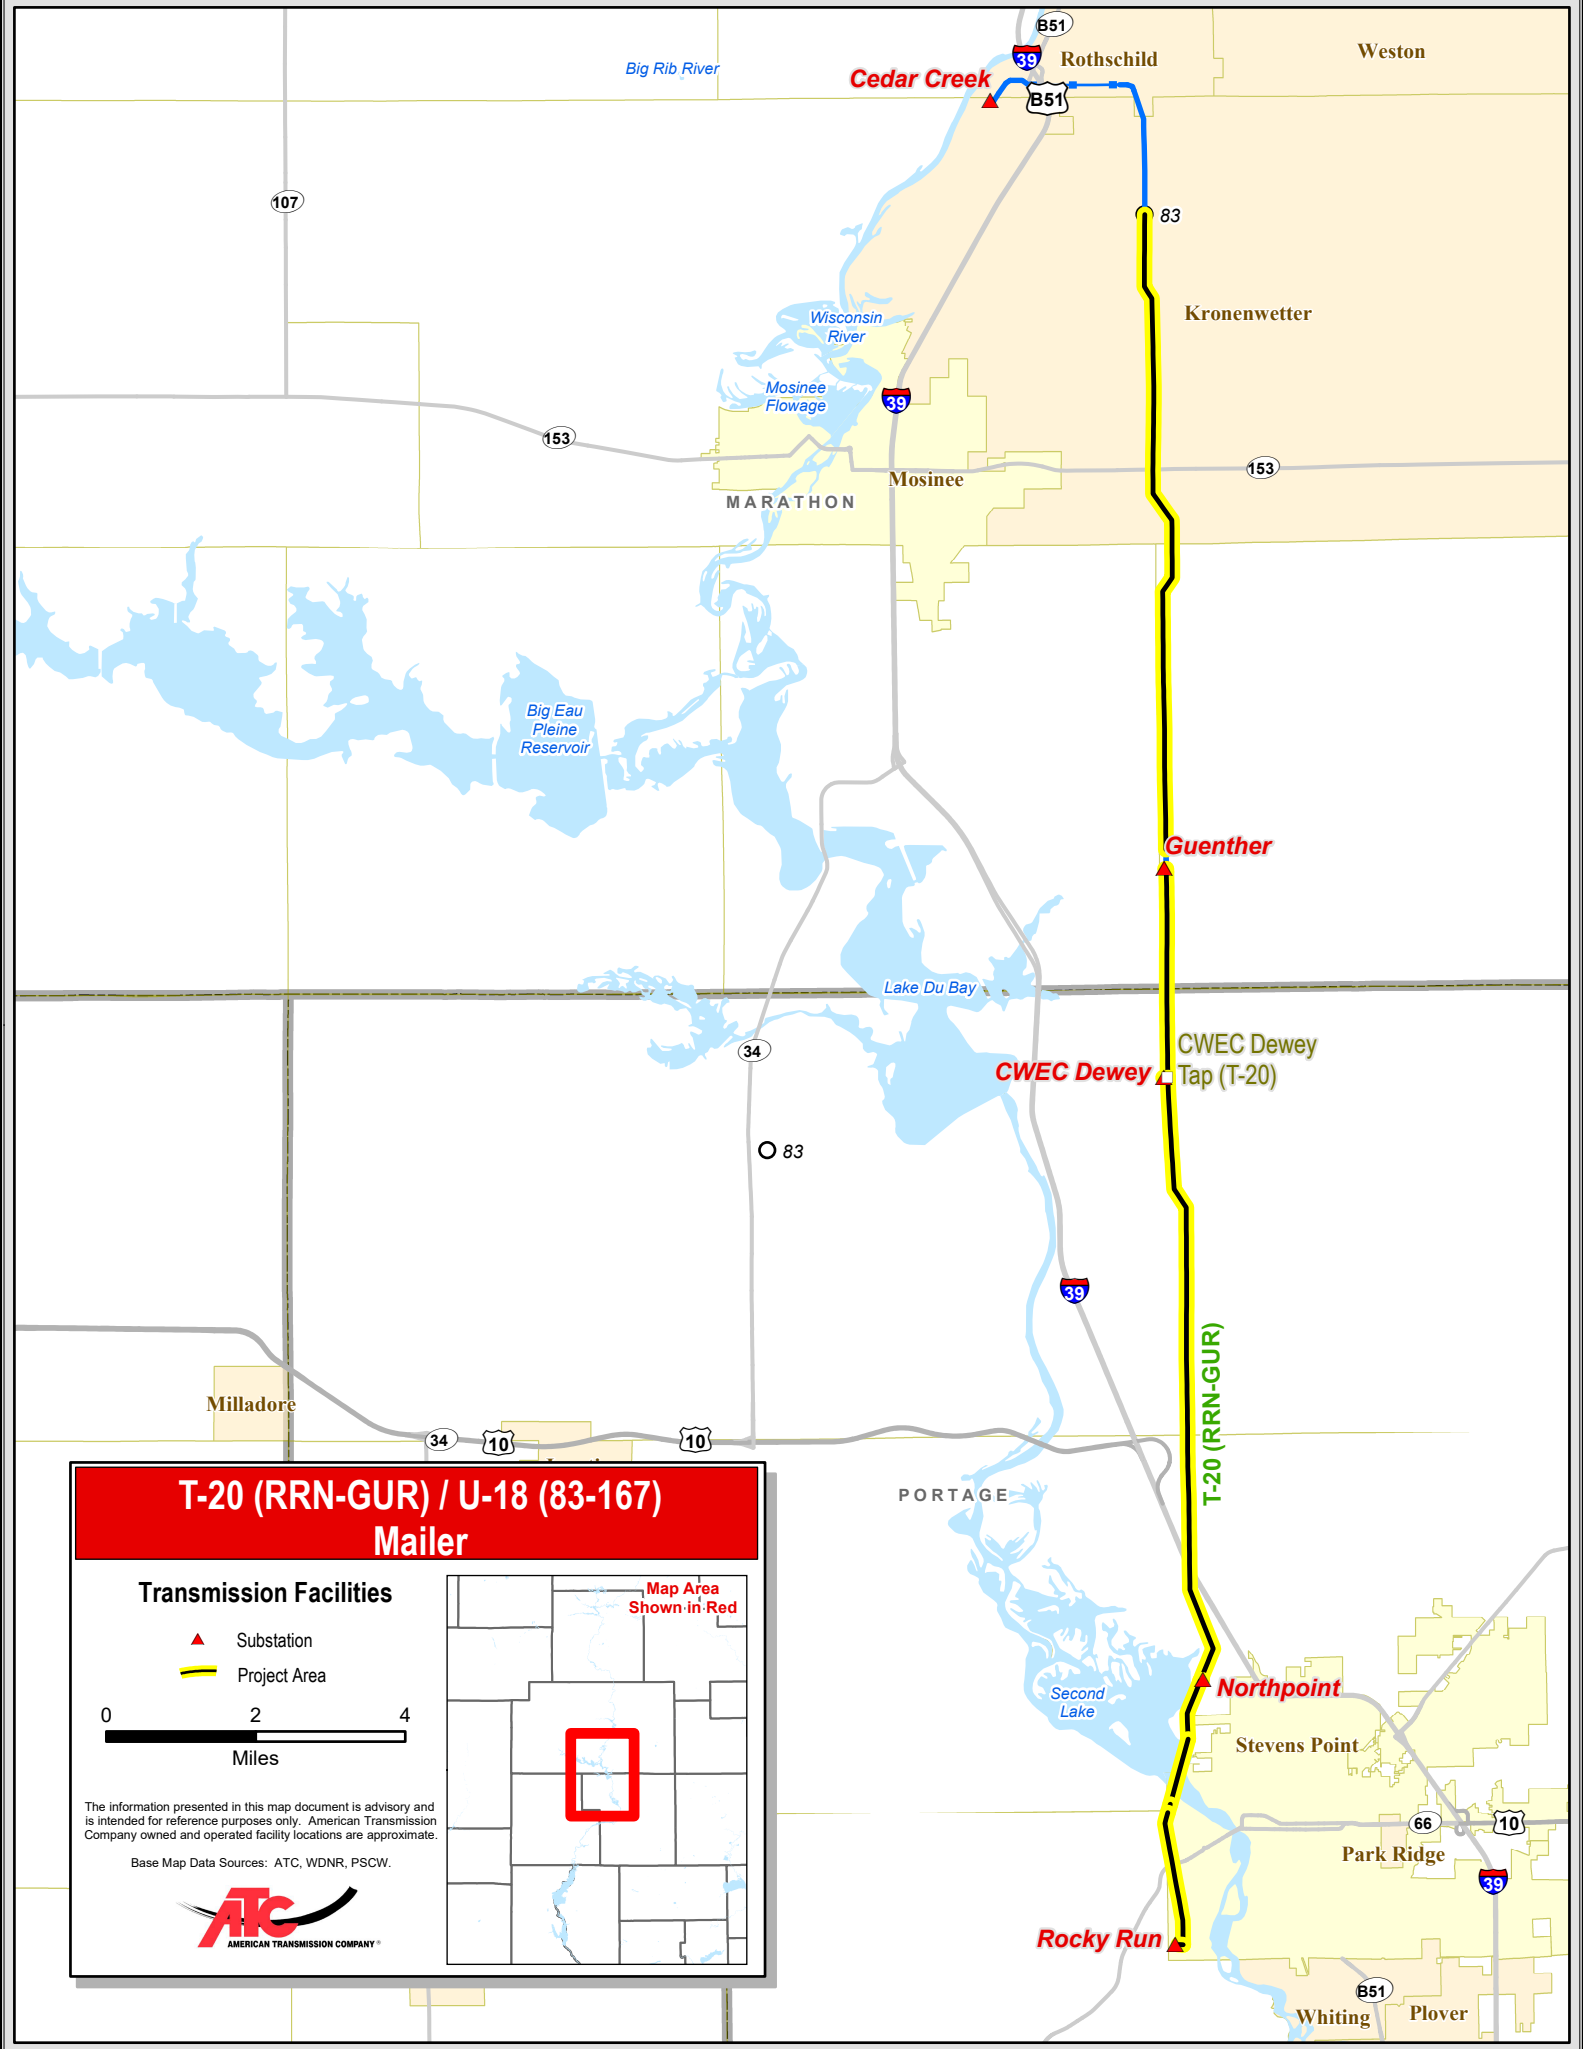 B51
Weston
Rothschild
39
Big Rib River
Cedar Creek
B51
107
83
Kronenwetter
Wisconsin
River
Mosinee
Flowage
39
153
153
Mosinee
MARATHON
Big Eau
Pleine
Reservoir
Guenther
Lake Du Bay
CWEC Dewey
Tap (T-20)
34
CWEC Dewey
83
39
T-20 (RRN-GUR)
Milladore
34
10
10
PORTAGE
T-20 (RRN-GUR) / U-18 (83-167)
Mailer
Transmission Facilities
Substation
Project Area
0 2 4
Miles
The information presented in this map document is advisory and
is intended for reference purposes only. American Transmission
Company owned and operated facility locations are approximate.
Base Map Data Sources: ATC, WDNR, PSCW.
ATC
AMERICAN TRANSMISSION COMPANY®
Map Area
Shown in Red
Second
Lake
Northpoint
Stevens Point
66
10
Park Ridge
39
Rocky Run
B51
Whiting
Plover